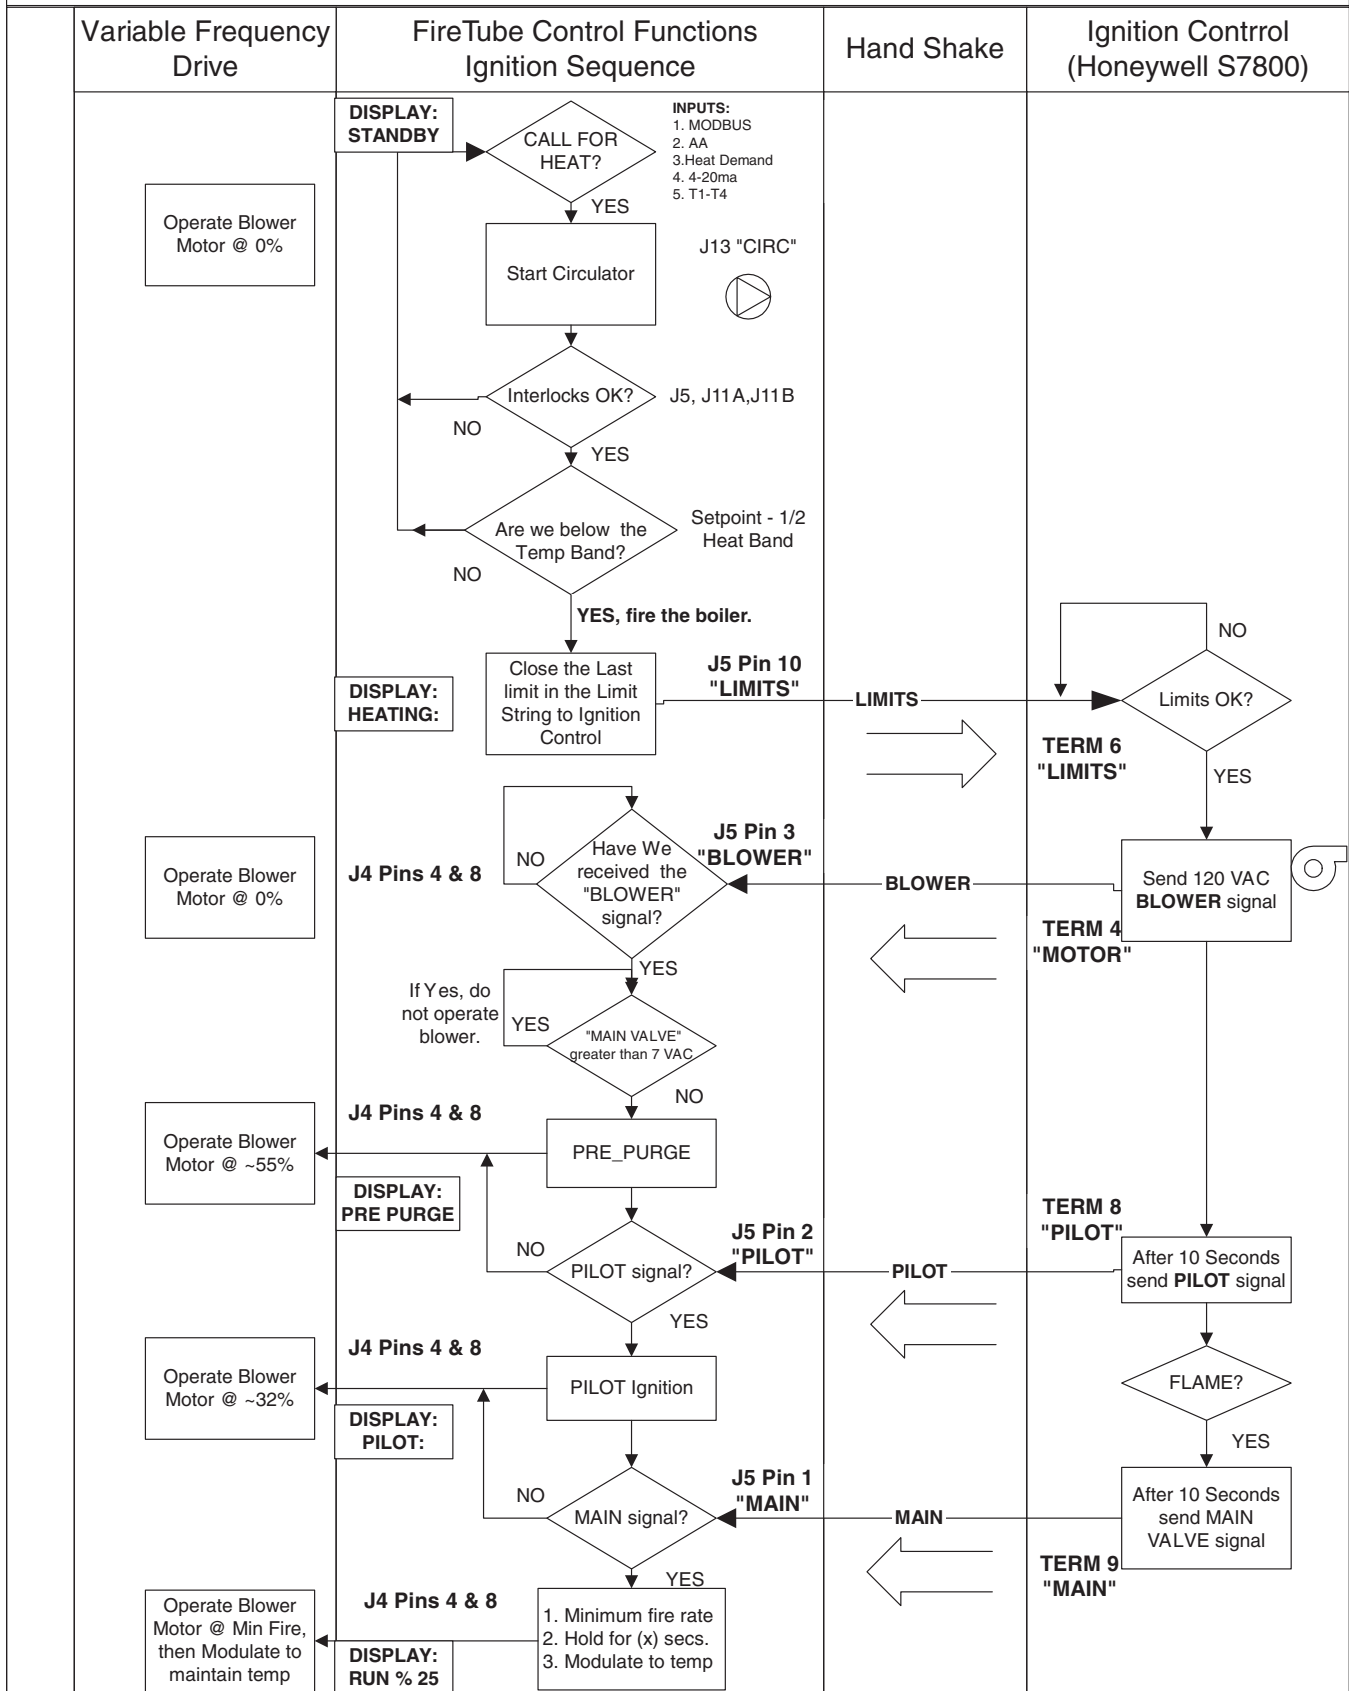 Variable Frequency
Drive
FireTube Control Functions
Ignition Sequence
Hand Shake
Ignition Contrrol
(Honeywell S7800)
DISPLAY:
STANDBY
CALL FOR
HEAT?
INPUTS:
1. MODBUS
2. AA
3.Heat Demand
4. 4-20ma
5. T1-T4
YES
Operate Blower
Motor @ 0%
Start Circulator
J13 "CIRC"
Interlocks OK?
J5, J11A,J11B
NO
YES
Are we below the
Temp Band?
Setpoint - 1/2
Heat Band
NO
YES, fire the boiler.
NO
DISPLAY:
HEATING:
Close the Last
limit in the Limit
String to Ignition
Control
J5 Pin 10
"LIMITS"
LIMITS
Limits OK?
TERM 6
"LIMITS"
YES
Operate Blower
Motor @ 0%
J4 Pins 4 & 8
NO
Have We
received the
"BLOWER"
signal?
J5 Pin 3
"BLOWER"
BLOWER
Send 120 VAC
BLOWER signal
TERM 4
"MOTOR"
YES
If Yes, do
not operate
blower.
YES
"MAIN VALVE"
greater than 7 VAC
NO
J4 Pins 4 & 8
Operate Blower
Motor @ ~55%
PRE_PURGE
DISPLAY:
PRE PURGE
TERM 8
"PILOT"
NO
PILOT signal?
J5 Pin 2
"PILOT"
PILOT
After 10 Seconds
send PILOT signal
YES
J4 Pins 4 & 8
Operate Blower
Motor @ ~32%
PILOT Ignition
FLAME?
DISPLAY:
PILOT:
YES
NO
MAIN signal?
J5 Pin 1
"MAIN"
MAIN
After 10 Seconds
send MAIN
VALVE signal
TERM 9
"MAIN"
YES
J4 Pins 4 & 8
Operate Blower
Motor @ Min Fire,
then Modulate to
maintain temp
1. Minimum fire rate
2. Hold for (x) secs.
3. Modulate to temp
DISPLAY:
RUN % 25